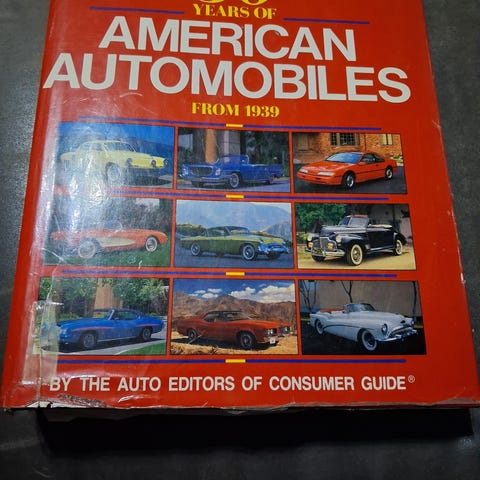 YEARS OF
AMERICAN
AUTOMOBILES
FROM 1939
BY THE AUTO EDITORS OF CONSUMER GUIDE®